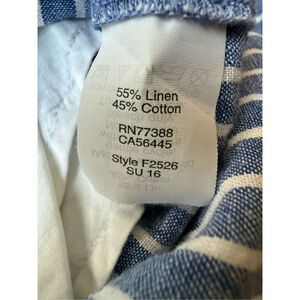 55% Linen
45% Cotton
RN77388
CA56445
Style F2526
SU 16